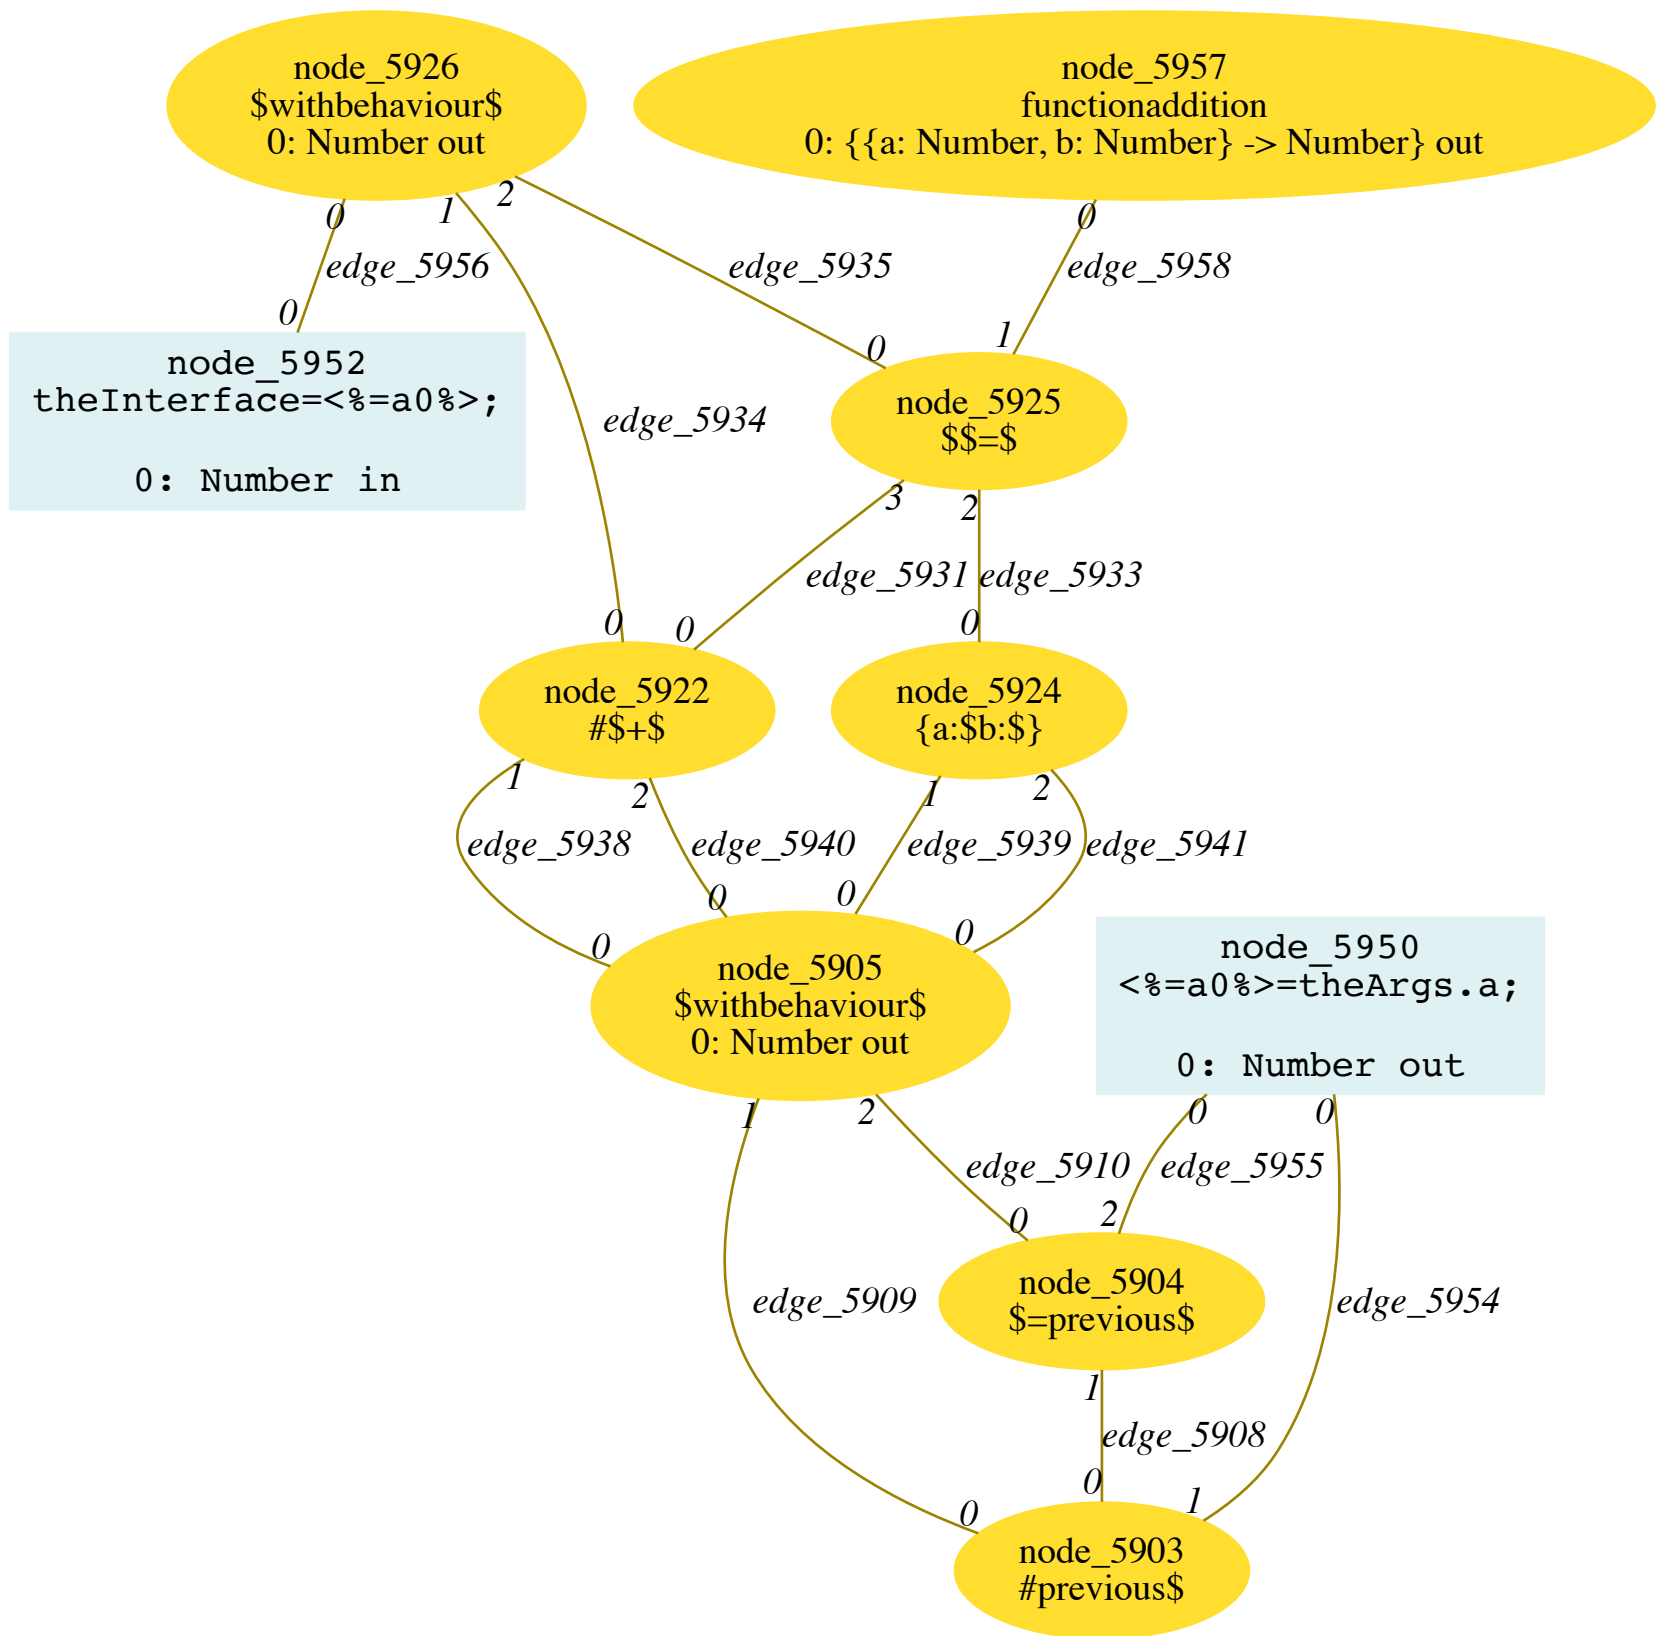 node_5926
$withbehaviour$
0: Number out
node_5957
functionaddition
0: {{a: Number, b: Number} -> Number} out
0
1
2
0
edge_5956
edge_5935
edge_5958
0
0
1
node_5952
theInterface=<%=a0%>;
0: Number in
edge_5934
node_5925
$$=$
3
2
edge_5931
edge_5933
0
0
0
node_5922
#$+$
node_5924
{a:$b:$}
1
2
1
2
edge_5938
edge_5940
edge_5939
edge_5941
0
0
0
0
node_5905
$withbehaviour$
0: Number out
node_5950
<%=a0%>=theArgs.a;
0: Number out
1
2
0
0
edge_5910
edge_5955
0
2
edge_5909
node_5904
$=previous$
edge_5954
1
edge_5908
0
0
1
node_5903
#previous$